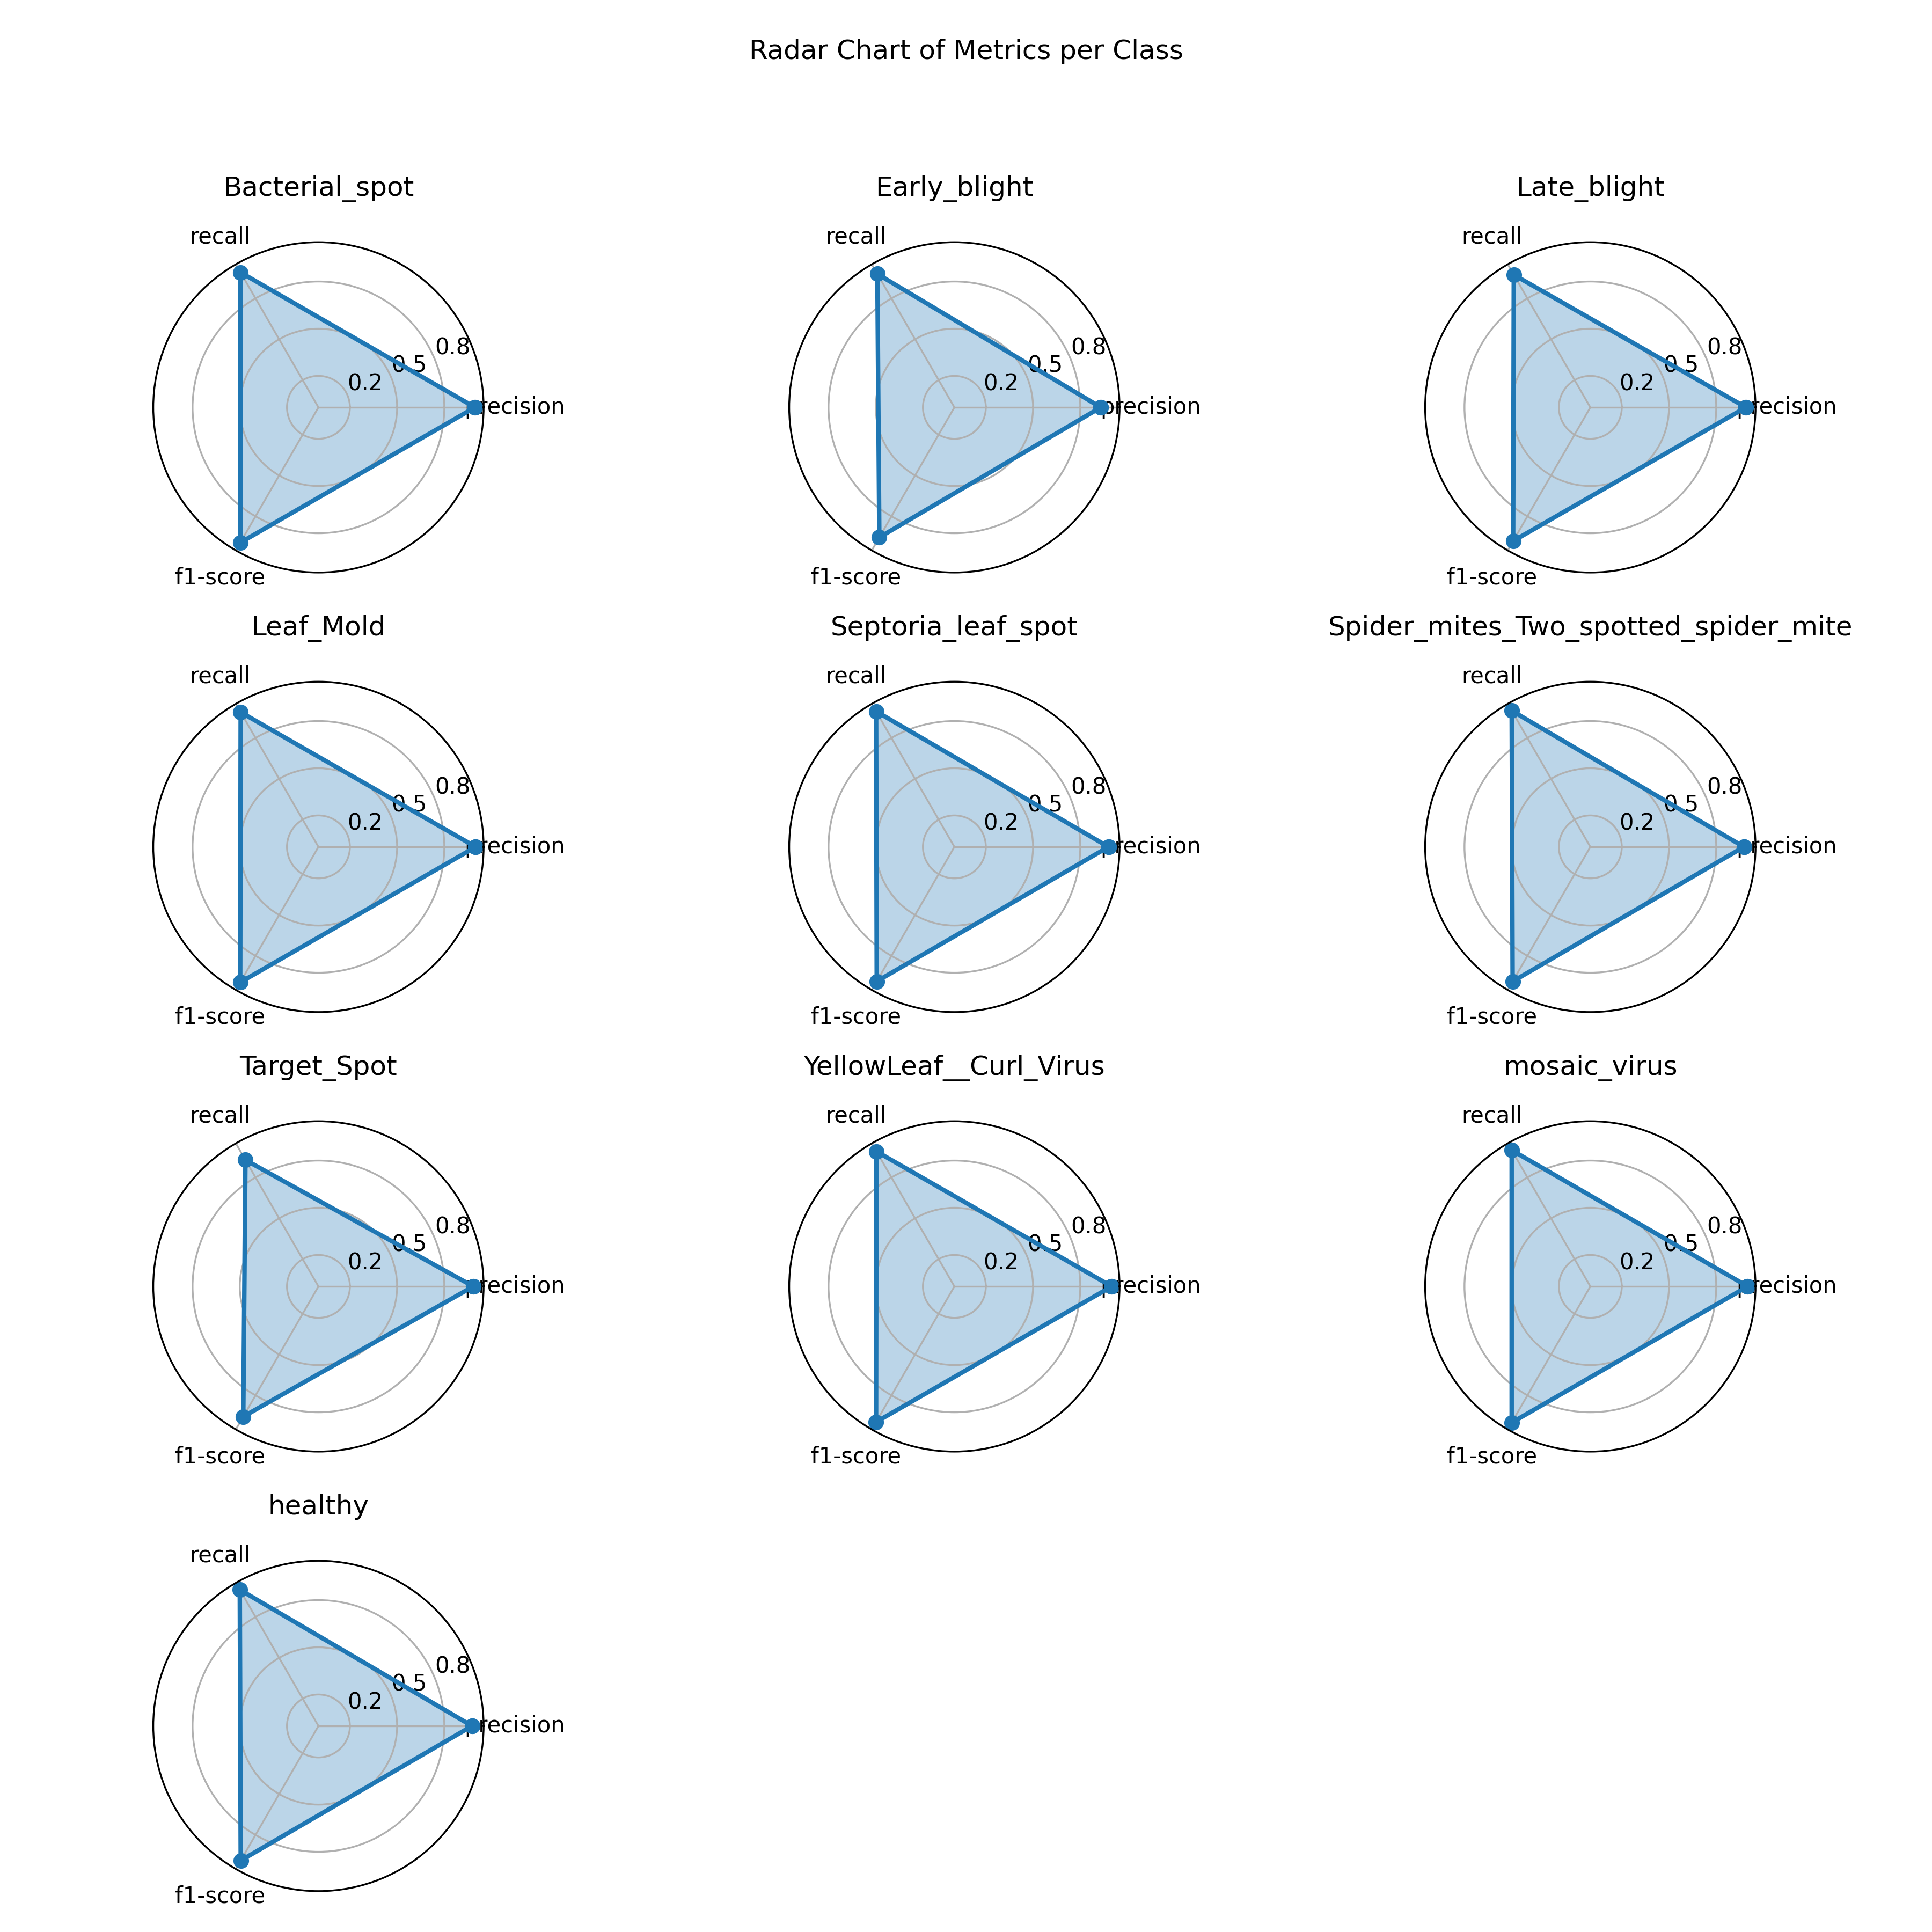 Radar Chart of Metrics per Class
Bacterial_spot
Early_blight
Late_blight
recall
recall
recall
0.8
0.5
0.2
precision
0.8
0.5
0.2
precision
0.8
0.5
0.2
precision
f1-score
f1-score
f1-score
Leaf_Mold
Septoria_leaf_spot
Spider_mites_Two_spotted_spider_mite
recall
recall
recall
0.8
0.5
0.2
precision
0.8
0.5
0.2
precision
0.8
0.5
0.2
precision
f1-score
f1-score
f1-score
Target_Spot
YellowLeaf__Curl_Virus
mosaic_virus
recall
recall
recall
0.8
0.5
0.2
precision
0.8
0.5
0.2
precision
0.8
0.5
0.2
precision
f1-score
f1-score
f1-score
healthy
recall
0.8
0.5
0.2
precision
f1-score